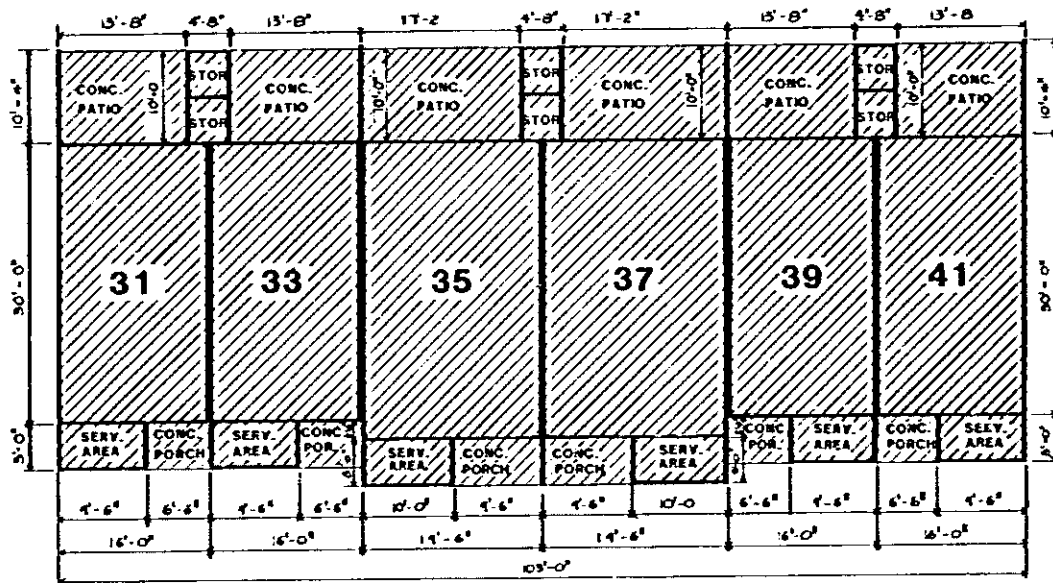 13'-8" 4'-8" 13'-8" 17-2 4'-8" 17'-2" 13'-8" 4'-8" 13'-8
10'-4" CONC. PATIO 10'-0 STOR STOR CONC. PATIO 10'-0" CONC. PATIO STOR STOR CONC. PATIO 10'-0" CONC. PATIO STOR STOR 10'-0" CONC. PATIO 10'-4"
30'-0" 31 33 35 37 39 41 30'-0"
5'-0 SERV. AREA CONC. PORCH SERV. AREA CONC. POR. SERV. AREA CONC. PORCH CONC. PORCH SERV. AREA CONC POR. SERV. AREA CONC. PORCH SERV. AREA 5'-0"
9'-6" 6'-6" 9'-6" 6'-6" 10'-0" 9'-6" 9'-6" 10'-0 6'-6" 9'-6" 6'-6" 9'-6"
16'-0" 16'-0" 19'-6" 19'-6" 16'-0" 16'-0"
103'-0"